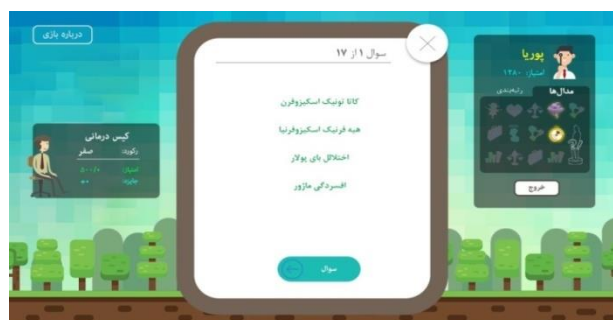 درباره بازی
سوال ۱ از ۱۷
کاتا تونیک اسکیزوفرن
هبه فرنیک اسکیزوفرنیا
اختلالل بای پولار
افسردگی ماژور
سوال
پوریا
امتیاز: ۱۲۸۰
مدال‌ها
رتبه‌بندی
خروج
کیس درمانی
رکورد: صفر
امتیاز:
جایزه: